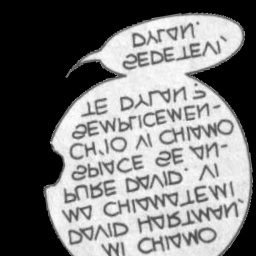 MI CHIAMO
DAVID HARTMAN,
MA CHIAMATEMI
PURE DAVID. VI
SPIACE SE AN-
CH'IO VI CHIAMO
SEMPLICEMEN-
TE DYLAN?
SEDETEVI,
DYLAN.